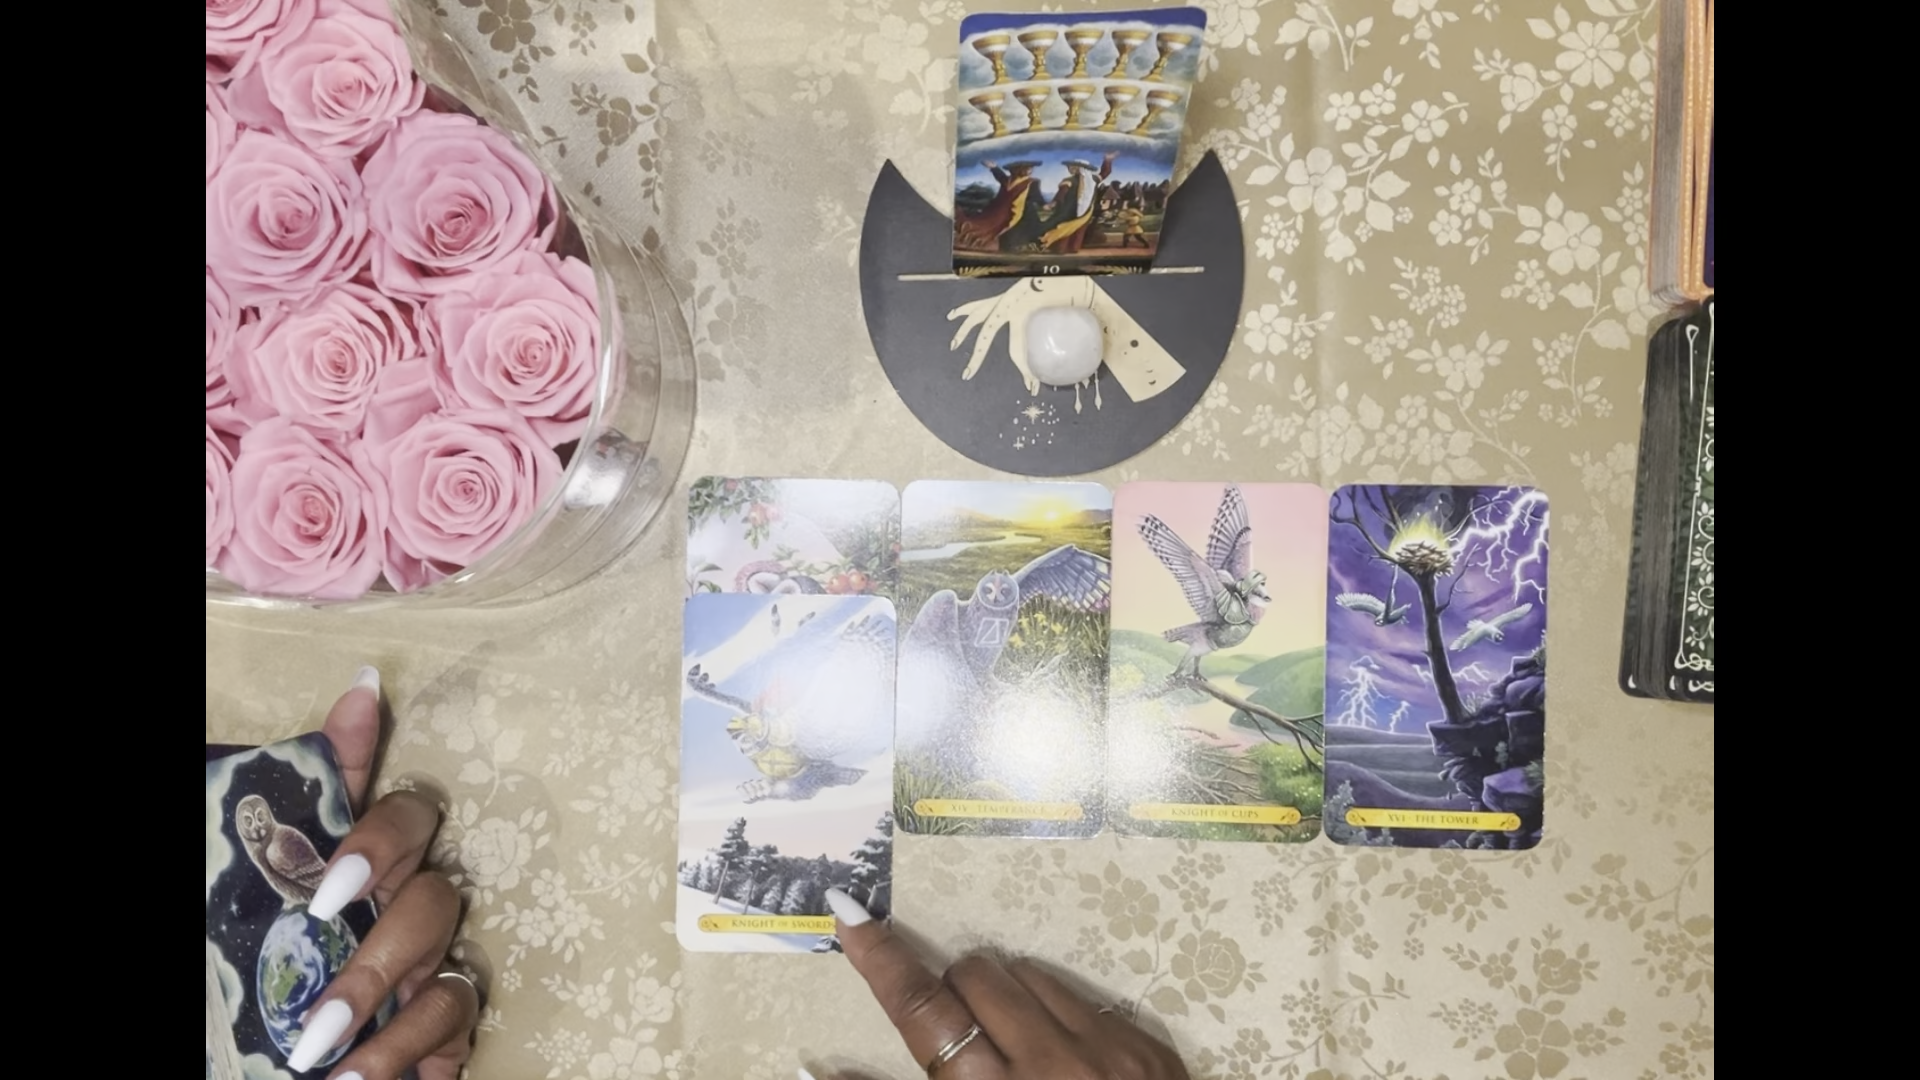 10
XIV TEMPERANCE
KNIGHT OF CUPS
XVI THE TOWER
KNIGHT OF SWORDS